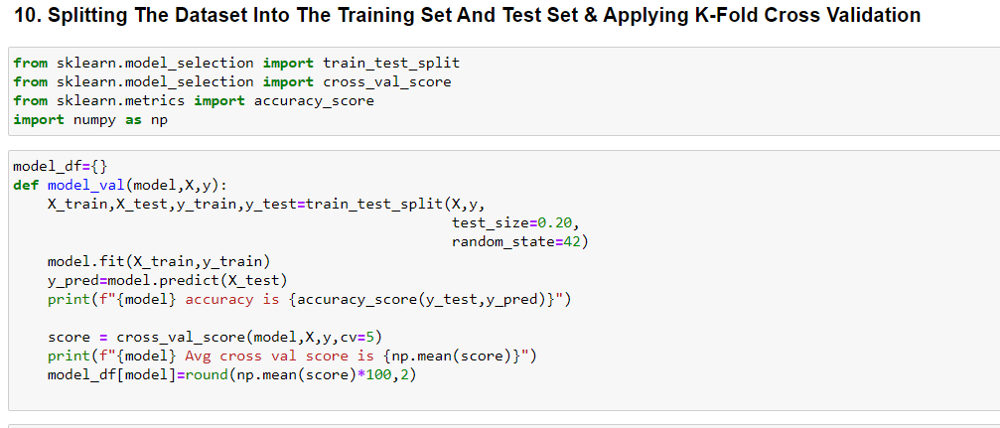 10. Splitting The Dataset Into The Training Set And Test Set & Applying K-Fold Cross Validation
from sklearn.model_selection import train_test_split
from sklearn.model_selection import cross_val_score
from sklearn.metrics import accuracy_score
import numpy as np
model_df={}
def model_val(model,X,y):
    X_train,X_test,y_train,y_test=train_test_split(X,y,
                                                   test_size=0.20,
                                                   random_state=42)
    model.fit(X_train,y_train)
    y_pred=model.predict(X_test)
    print(f"{model} accuracy is {accuracy_score(y_test,y_pred)}")
    score = cross_val_score(model,X,y,cv=5)
    print(f"{model} Avg cross val score is {np.mean(score)}")
    model_df[model]=round(np.mean(score)*100,2)